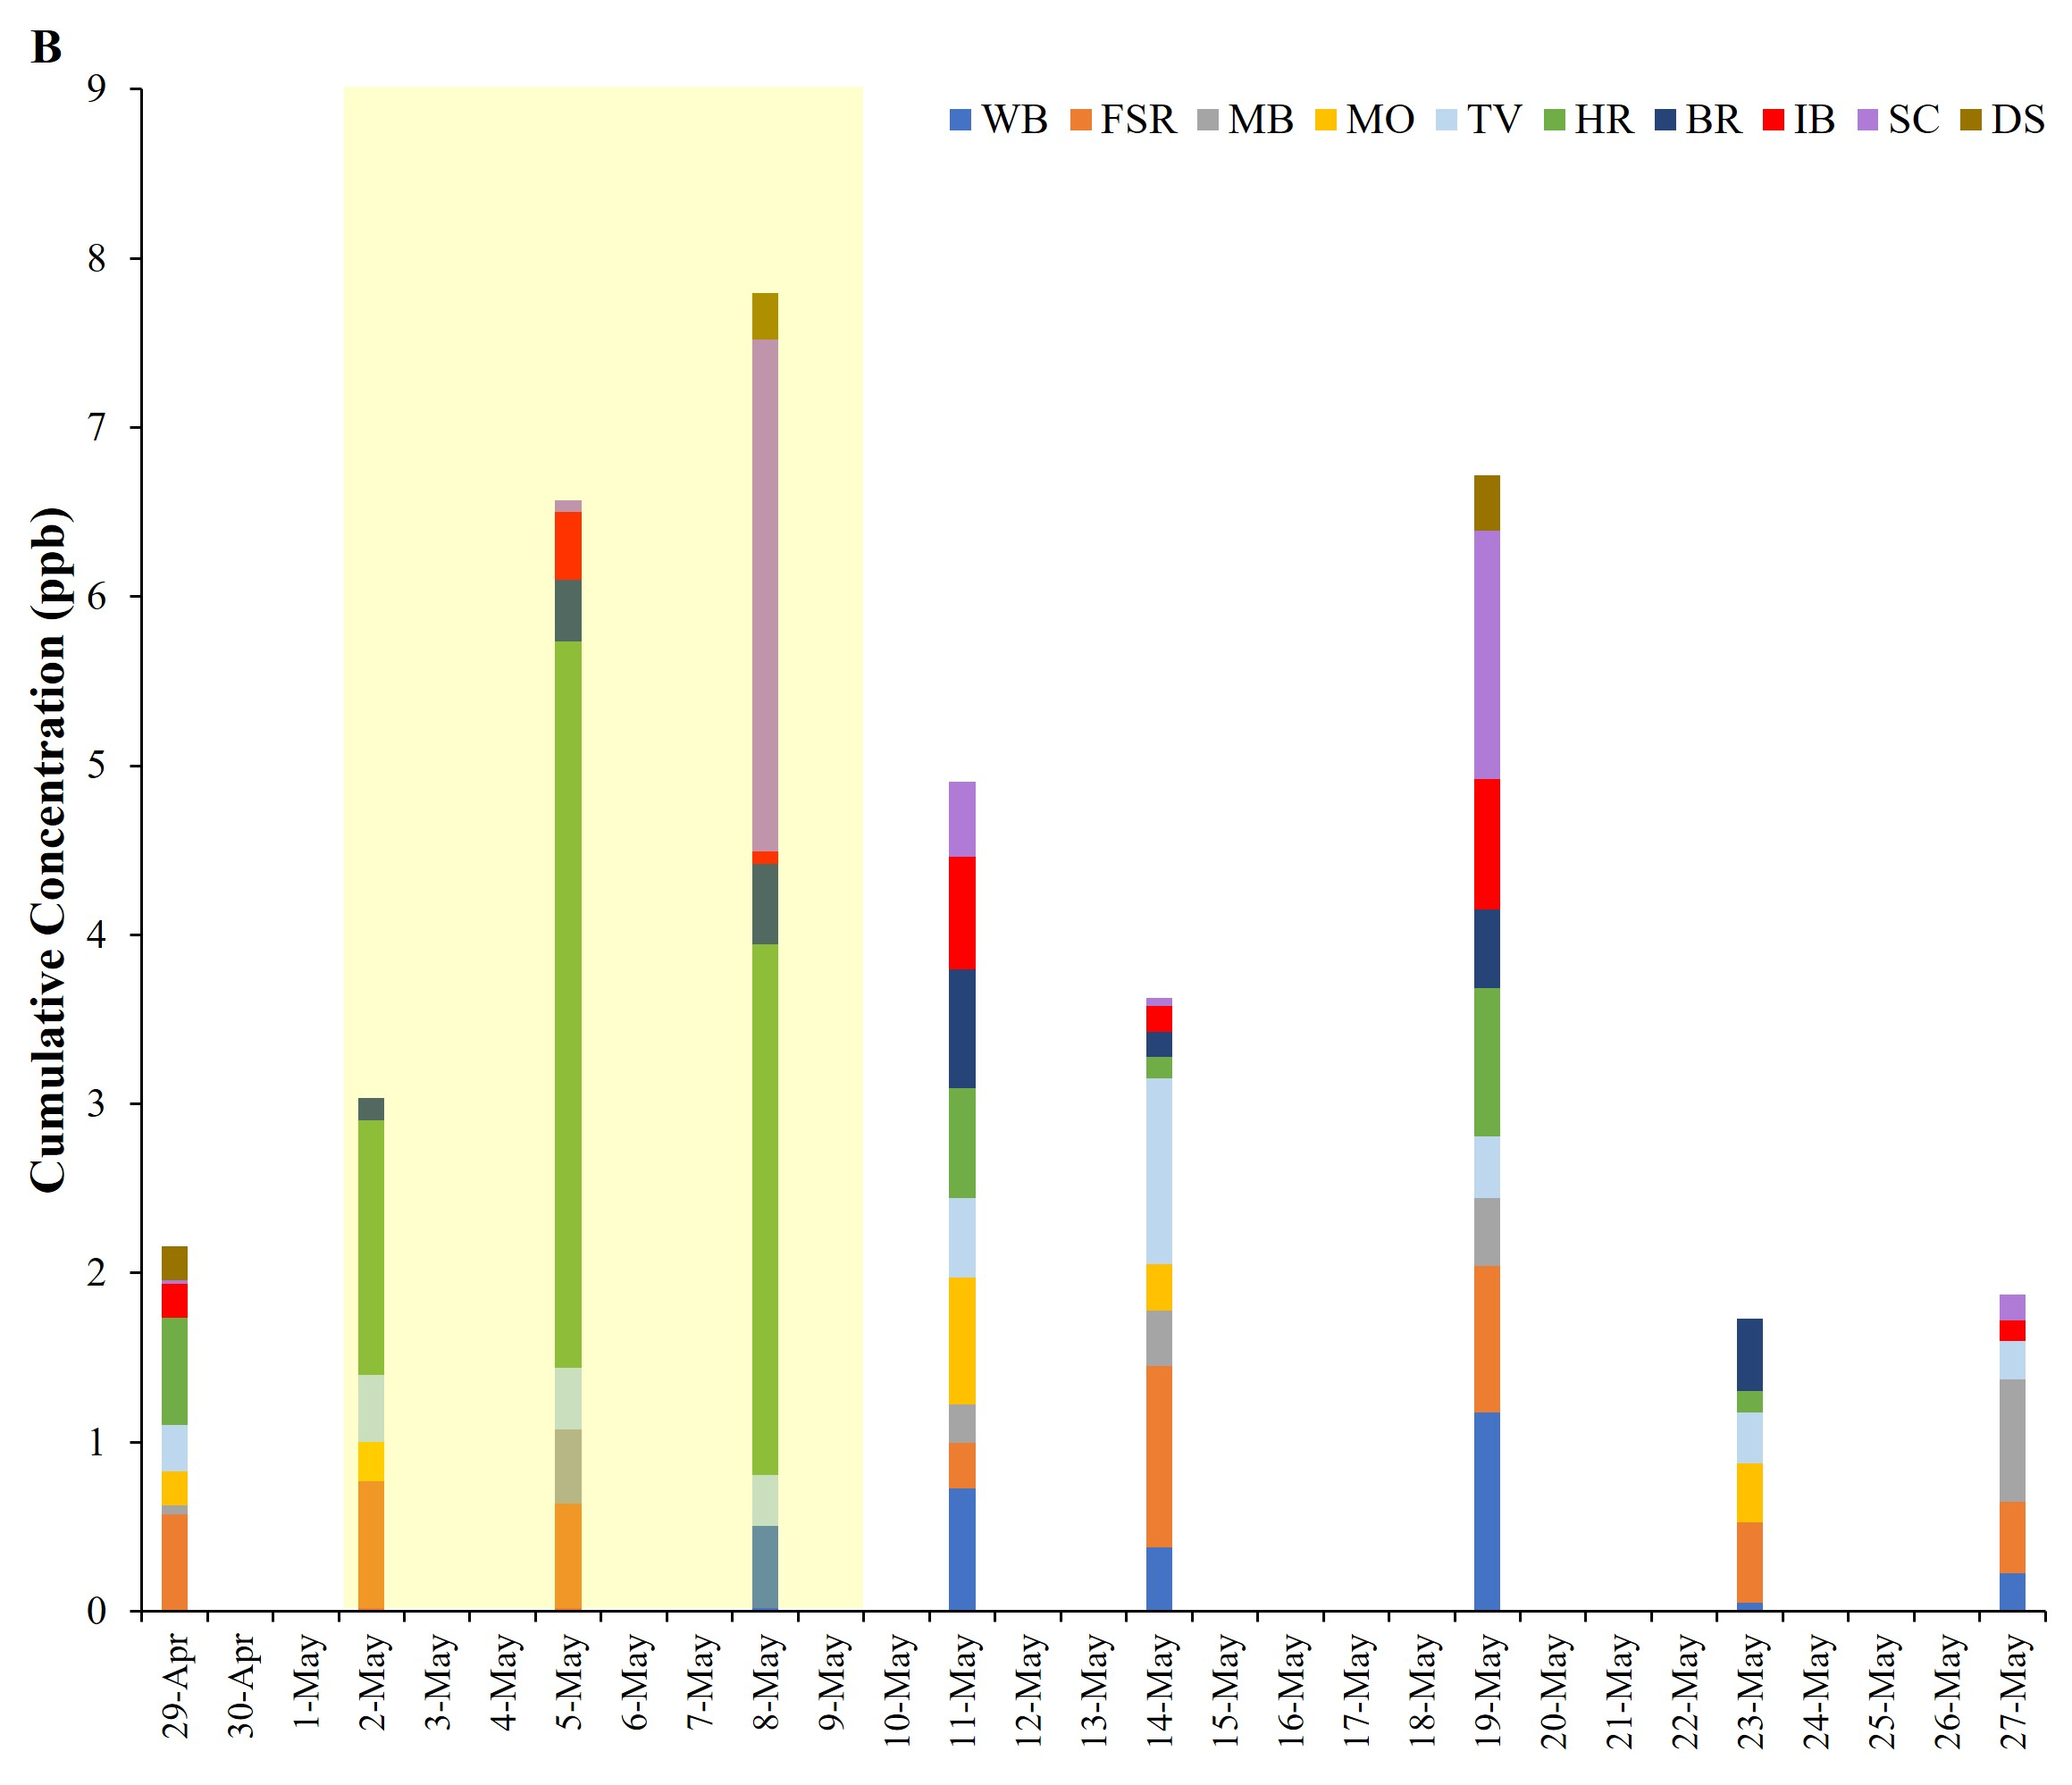 B
9
WB FSR MB MO TV HR BR IB SC DS
8
7
6
5
4
3
2
1
0
Cumulative Concentration (ppb)
29-Apr
30-Apr
1-May
2-May
3-May
4-May
5-May
6-May
7-May
8-May
9-May
10-May
11-May
12-May
13-May
14-May
15-May
16-May
17-May
18-May
19-May
20-May
21-May
22-May
23-May
24-May
25-May
26-May
27-May